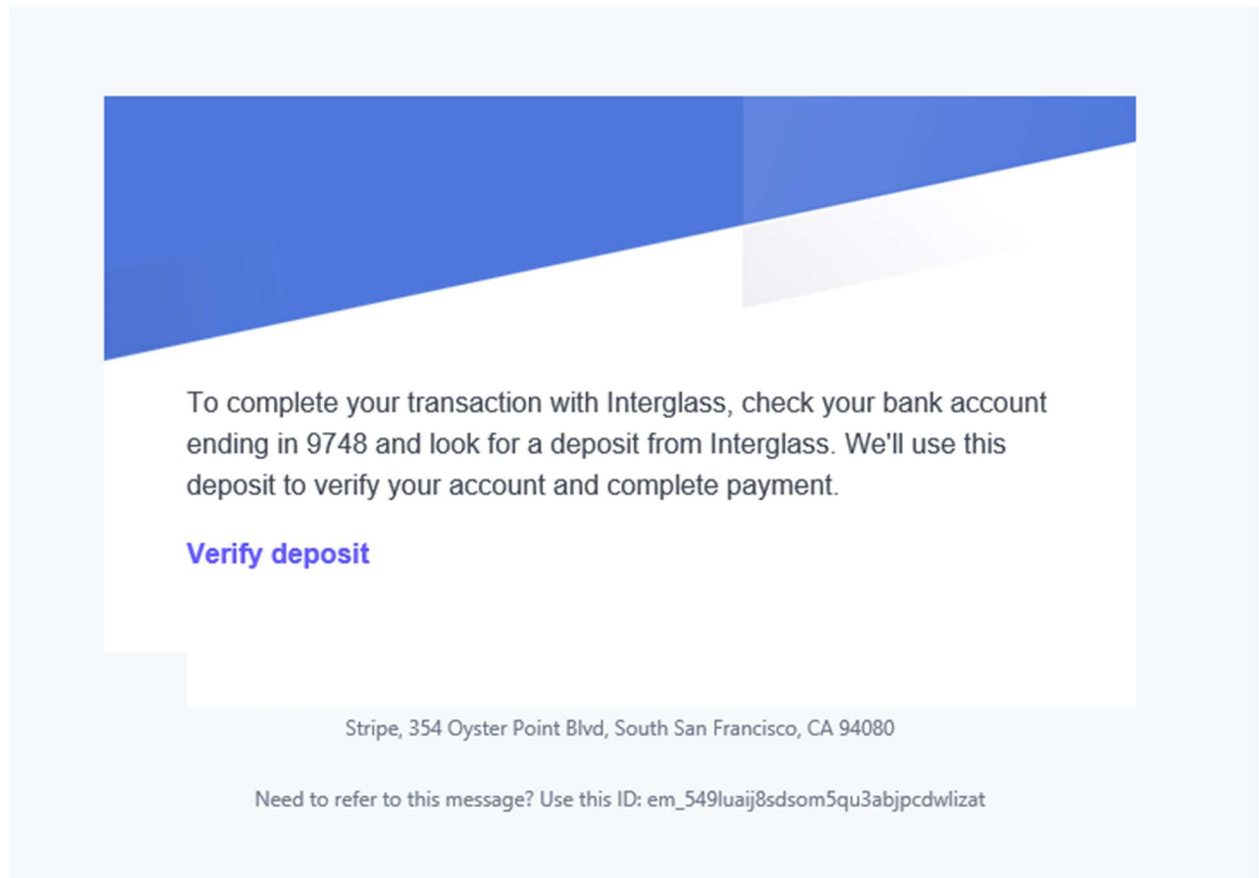 To complete your transaction with Interglass, check your bank account
ending in 9748 and look for a deposit from Interglass. We'll use this
deposit to verify your account and complete payment.
Verify deposit
Stripe, 354 Oyster Point Blvd, South San Francisco, CA 94080
Need to refer to this message? Use this ID: em_549luaij8sdsom5qu3abjpcdwlizat